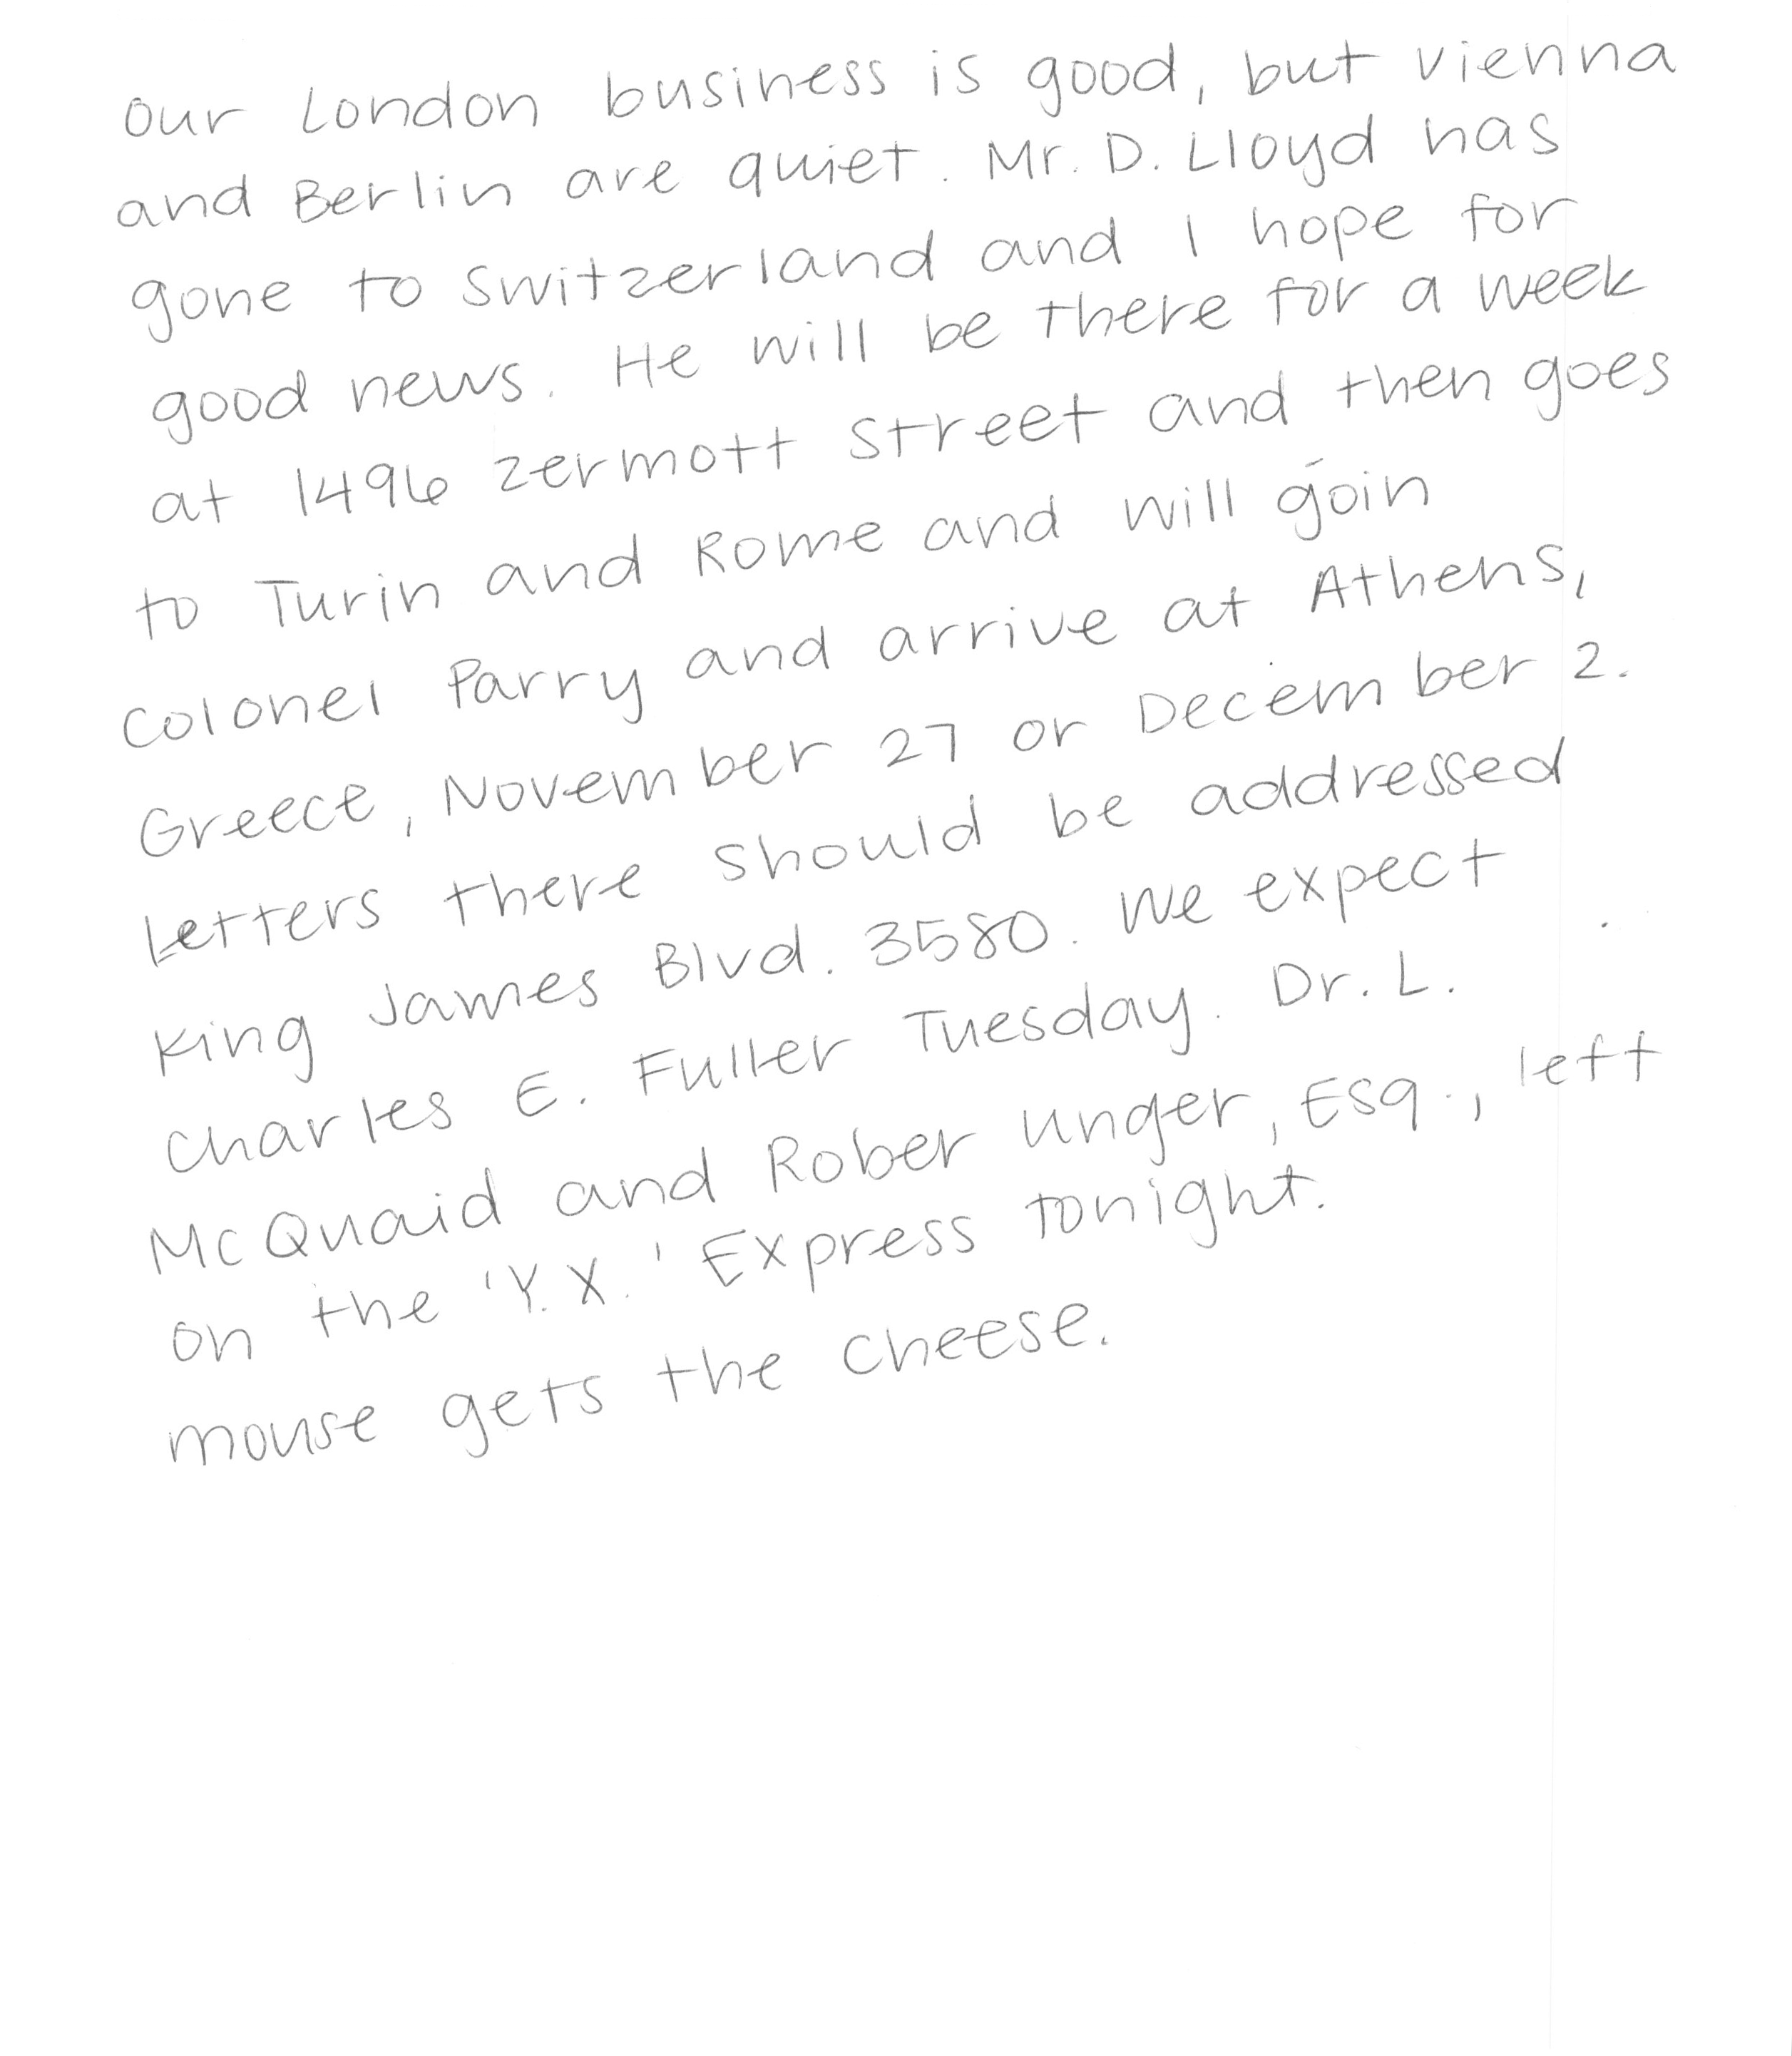 our London business is good, but Vienna
and Berlin are quiet. Mr. D. Lloyd has
gone to Switzerland and I hope for
good news. He will be there for a week
at 1496 Zermott Street and then goes
to Turin and Rome and will join
Colonel Parry and arrive at Athens,
Greece, November 27 or December 2.
Letters there should be addressed
King James Blvd. 3580. We expect
Charles E. Fuller Tuesday. Dr. L.
McQuaid and Rober Unger, Esq., left
on the 'Y.X.' Express tonight.
mouse gets the cheese.